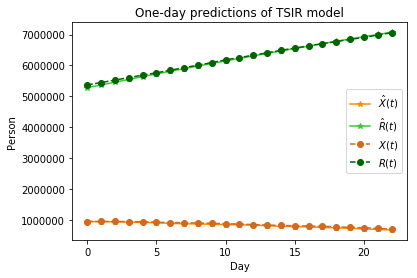 One-day predictions of TSIR model
7000000
6000000
5000000
4000000
3000000
2000000
1000000
Person
X̂(t)
R̂(t)
X(t)
R(t)
0 5 10 15 20
Day